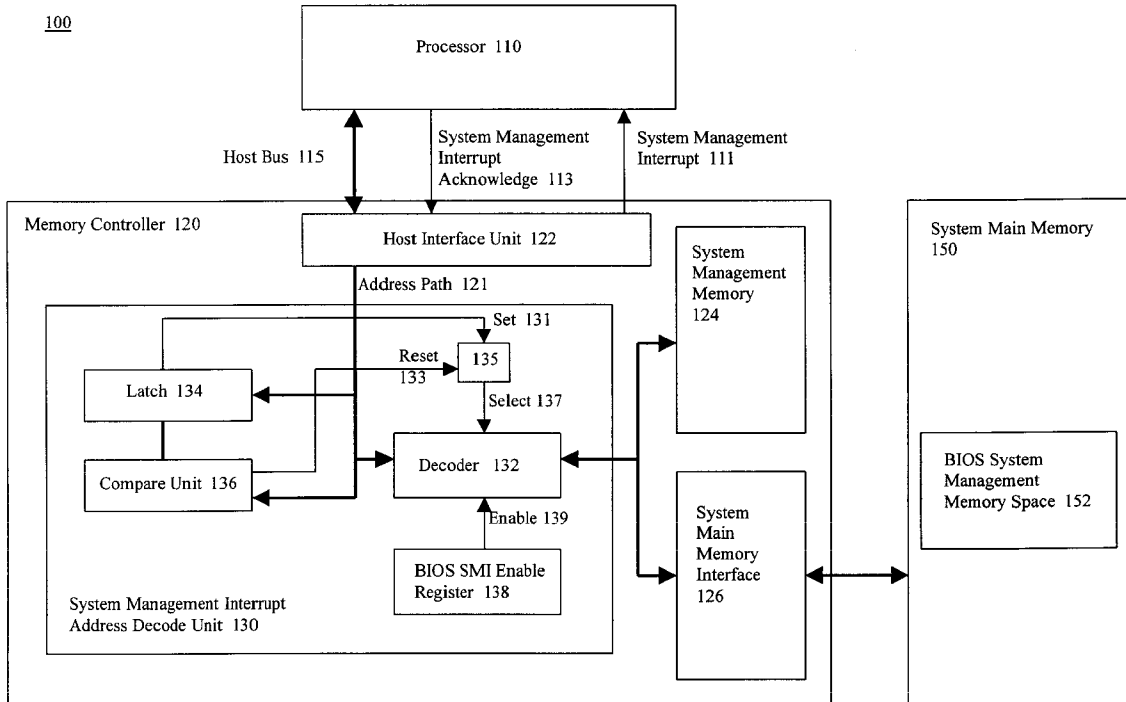 100
Processor 110
Host Bus 115
System Management
Interrupt
Acknowledge 113
System Management
Interrupt 111
Memory Controller 120
Host Interface Unit 122
Address Path 121
System
Management
Memory
124
System Main Memory
150
Set 131
Reset
133
135
Latch 134
Select 137
Compare Unit 136
Decoder 132
Enable 139
BIOS SMI Enable
Register 138
System Management Interrupt
Address Decode Unit 130
System
Main
Memory
Interface
126
BIOS System
Management
Memory Space 152